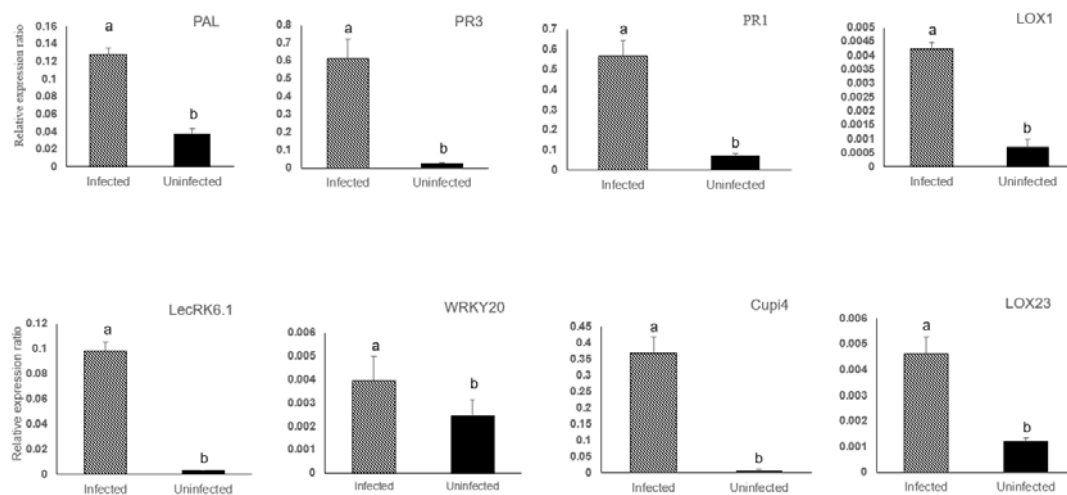 PAL
Relative expression ratio
0.16
0.14
0.12
0.1
0.08
0.06
0.04
0.02
0
a
b
Infected Uninfected
PR3
0.8
0.7
0.6
0.5
0.4
0.3
0.2
0.1
0
a
b
Infected Uninfected
PR1
0.7
0.6
0.5
0.4
0.3
0.2
0.1
0
a
b
Infected Uninfected
LOX1
0.005
0.0045
0.004
0.0035
0.003
0.0025
0.002
0.0015
0.001
0.0005
0
a
b
Infected Uninfected
LecRK6.1
Relative expression ratio
0.12
0.1
0.08
0.06
0.04
0.02
0
a
b
Infected Uninfected
WRKY20
0.006
0.005
0.004
0.003
0.002
0.001
0
a
b
Infected Uninfected
Cupi4
0.45
0.4
0.35
0.3
0.25
0.2
0.15
0.1
0.05
0
a
b
Infected Uninfected
LOX23
0.006
0.005
0.004
0.003
0.002
0.001
0
a
b
Infected Uninfected